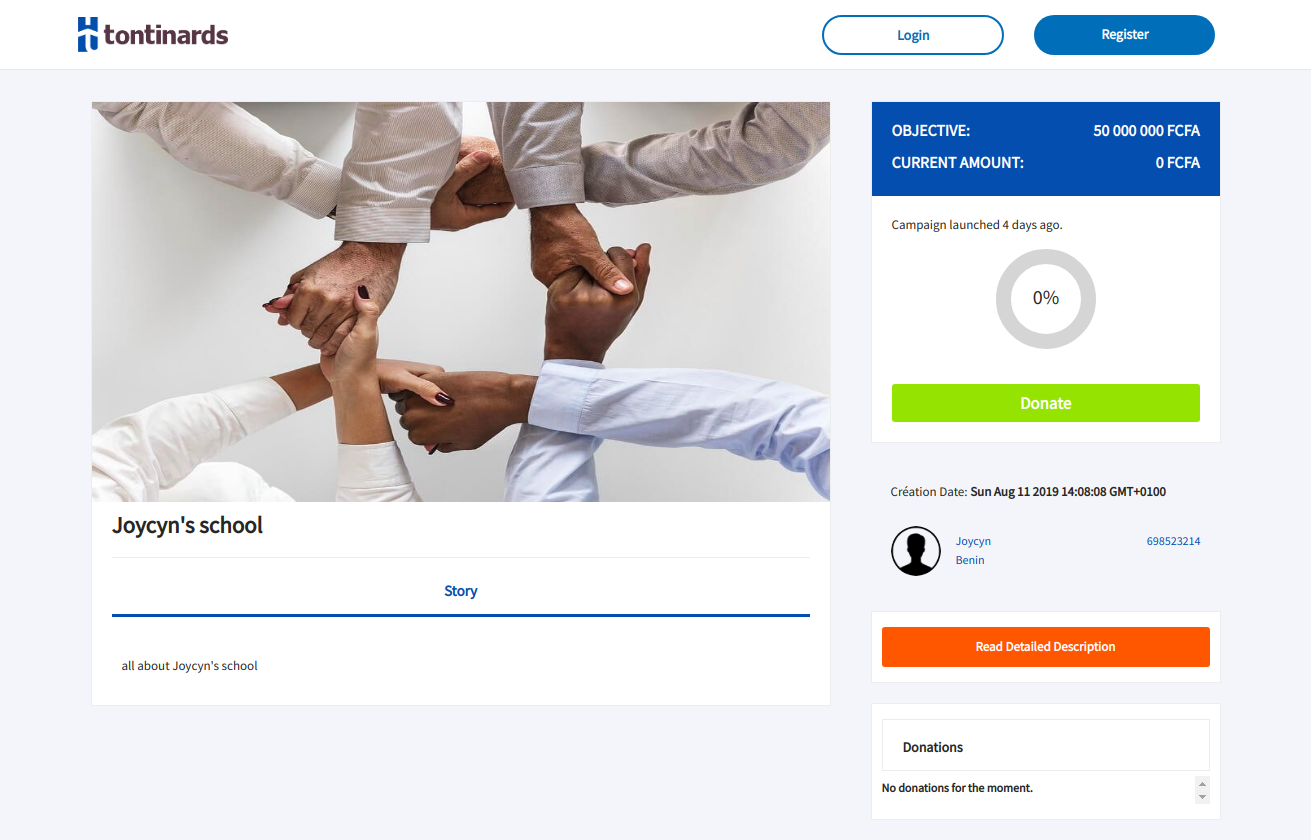 tontinards
Login
Register
OBJECTIVE: 50 000 000 FCFA
CURRENT AMOUNT: 0 FCFA
Campaign launched 4 days ago.
0%
Donate
Joycyn's school
Story
all about Joycyn's school
Création Date: Sun Aug 11 2019 14:08:08 GMT+0100
Joycyn 698523214
Benin
Read Detailed Description
Donations
No donations for the moment.